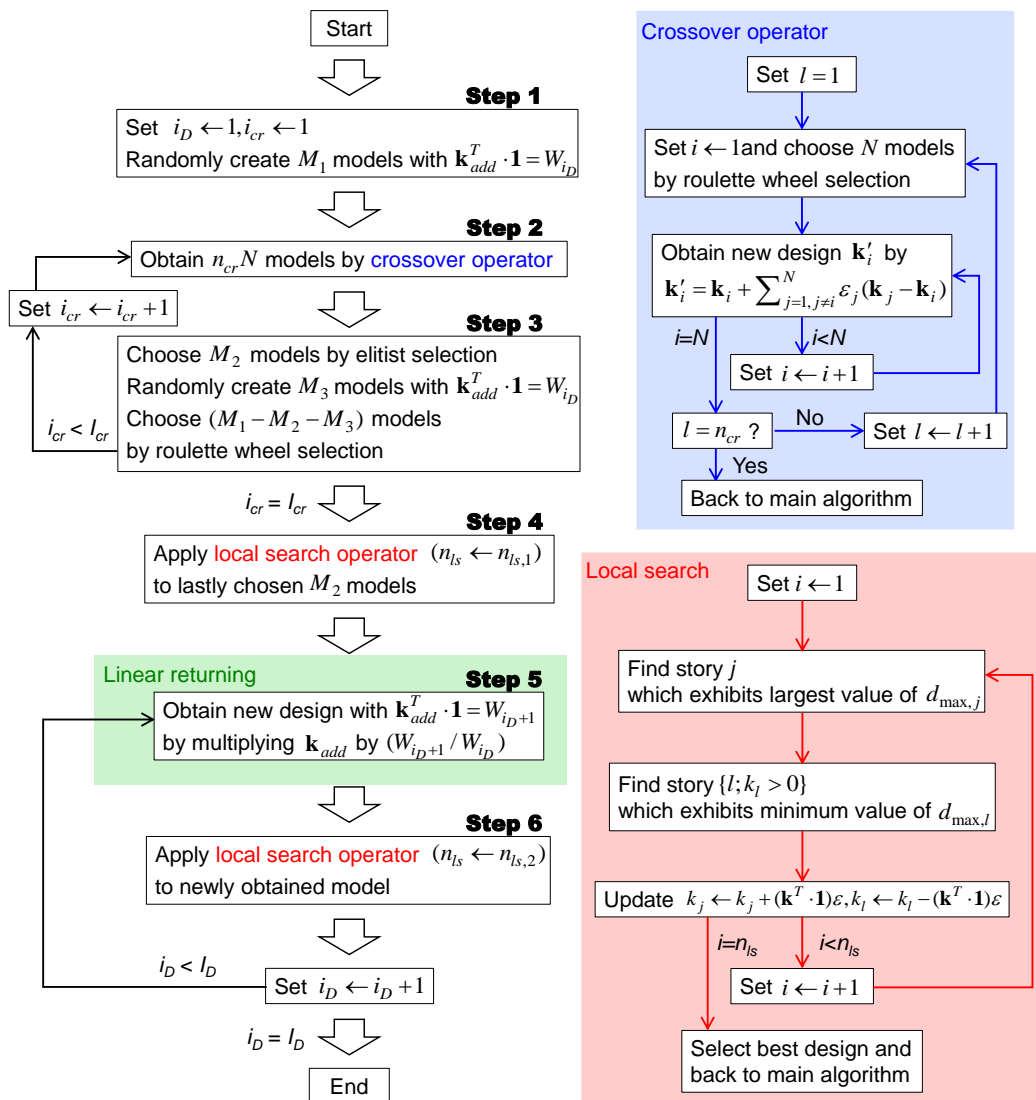 Start
Step 1
Set i_D ← 1, i_cr ← 1
Randomly create M_1 models with k_add^T · 1 = W_{i_D}
Step 2
Obtain n_cr N models by crossover operator
Set i_cr ← i_cr + 1
Step 3
Choose M_2 models by elitist selection
Randomly create M_3 models with k_add^T · 1 = W_{i_D}
Choose (M_1 − M_2 − M_3) models
by roulette wheel selection
i_cr < I_cr
i_cr = I_cr
Step 4
Apply local search operator (n_ls ← n_ls,1)
to lastly chosen M_2 models
Linear returning
Step 5
Obtain new design with k_add^T · 1 = W_{i_D+1}
by multiplying k_add by (W_{i_D+1} / W_{i_D})
Step 6
Apply local search operator (n_ls ← n_ls,2)
to newly obtained model
i_D < I_D
Set i_D ← i_D + 1
i_D = I_D
End
Crossover operator
Set l = 1
Set i ← 1 and choose N models
by roulette wheel selection
Obtain new design k′_i by
k′_i = k_i + ∑_{j=1, j≠i}^N ε_j (k_j − k_i)
i=N
i<N
Set i ← i + 1
l = n_cr ?
No
Set l ← l + 1
Yes
Back to main algorithm
Local search
Set i ← 1
Find story j
which exhibits largest value of d_max,j
Find story {l; k_l > 0}
which exhibits minimum value of d_max,l
Update k_j ← k_j + (k^T · 1)ε, k_l ← k_l − (k^T · 1)ε
i=n_ls
i<n_ls
Set i ← i + 1
Select best design and
back to main algorithm